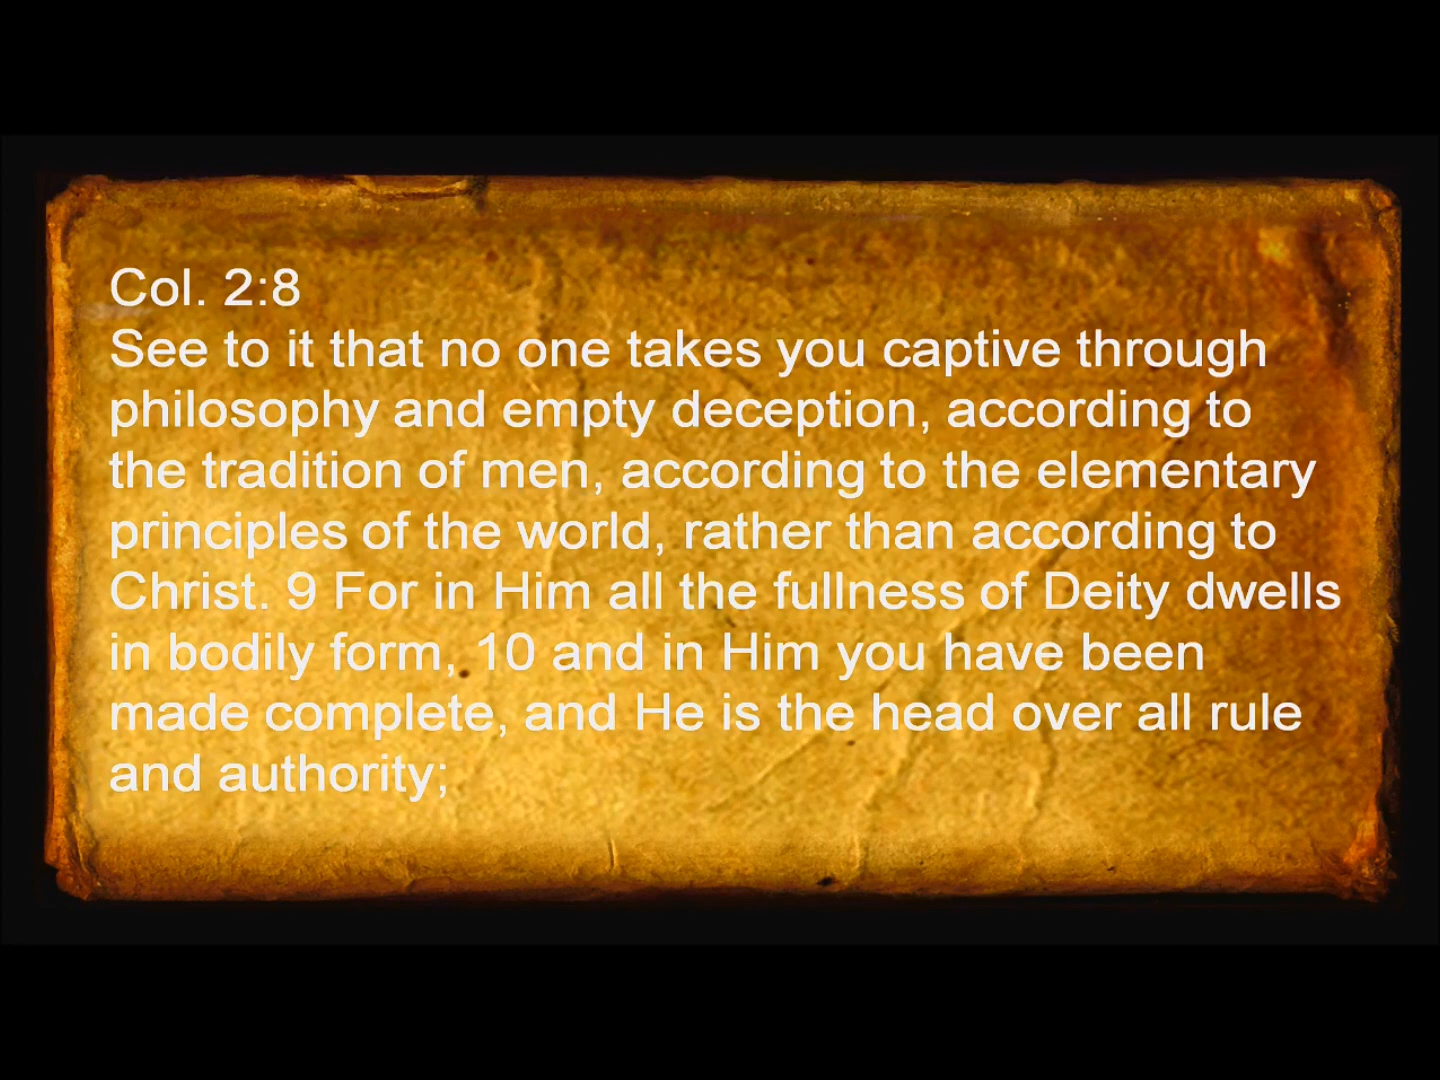 Col. 2:8
See to it that no one takes you captive through
philosophy and empty deception, according to
the tradition of men, according to the elementary
principles of the world, rather than according to
Christ. 9 For in Him all the fullness of Deity dwells
in bodily form, 10 and in Him you have been
made complete, and He is the head over all rule
and authority;